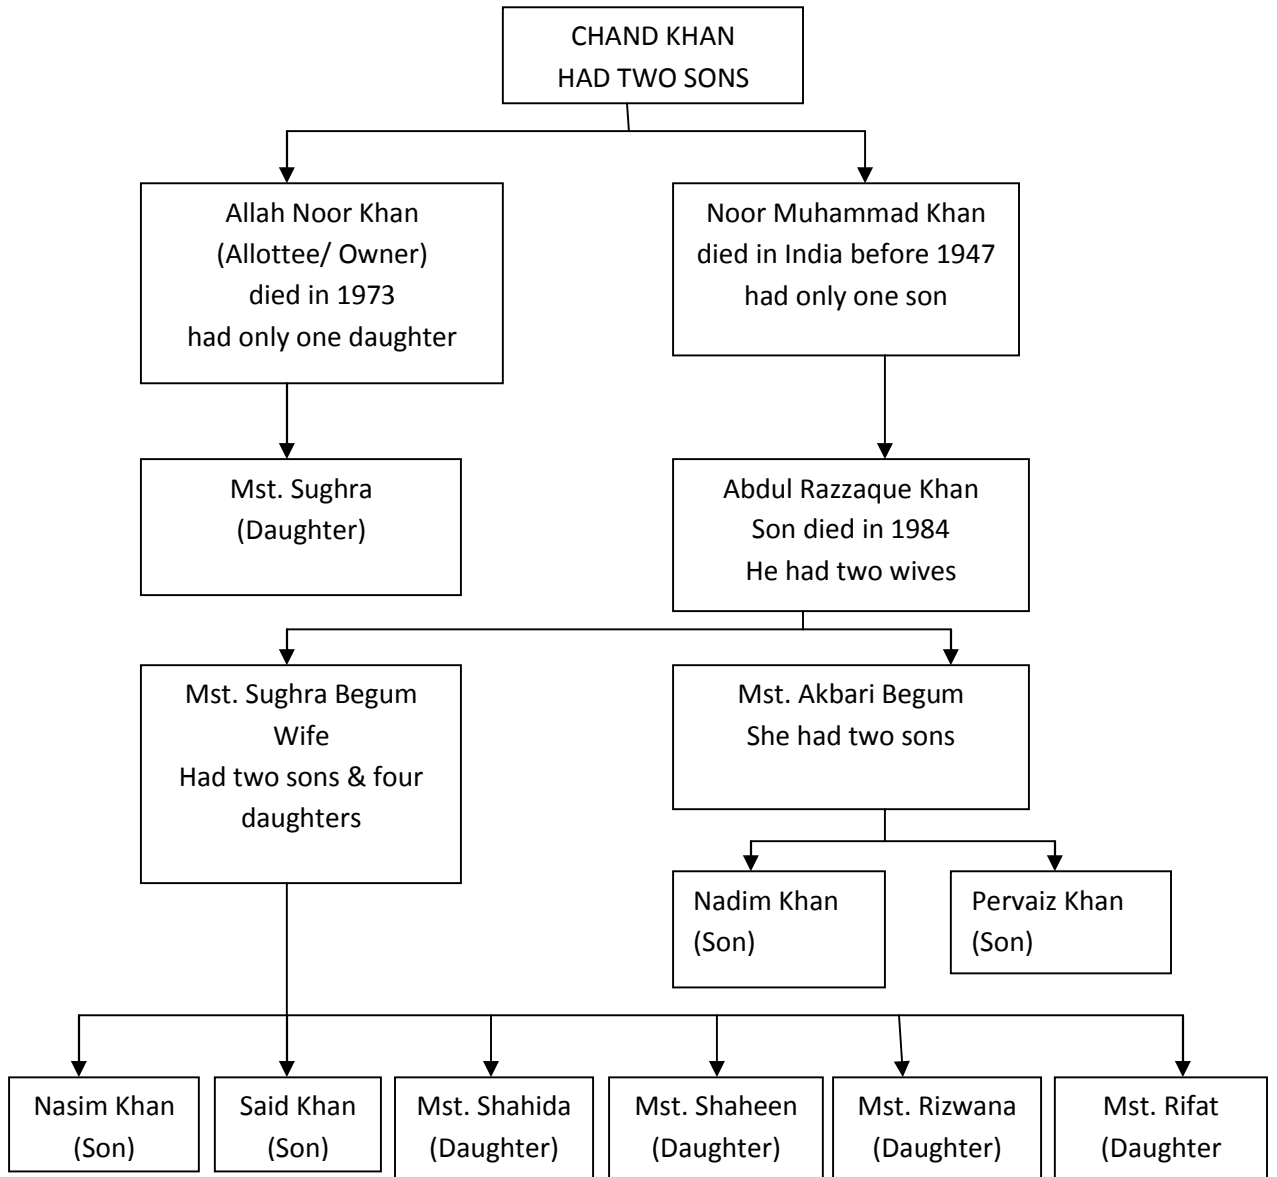 CHAND KHAN
HAD TWO SONS
Allah Noor Khan
(Allottee/ Owner)
died in 1973
had only one daughter
Noor Muhammad Khan
died in India before 1947
had only one son
Mst. Sughra
(Daughter)
Abdul Razzaque Khan
Son died in 1984
He had two wives
Mst. Sughra Begum
Wife
Had two sons & four
daughters
Mst. Akbari Begum
She had two sons
Nadim Khan
(Son)
Pervaiz Khan
(Son)
Nasim Khan
(Son)
Said Khan
(Son)
Mst. Shahida
(Daughter)
Mst. Shaheen
(Daughter)
Mst. Rizwana
(Daughter)
Mst. Rifat
(Daughter